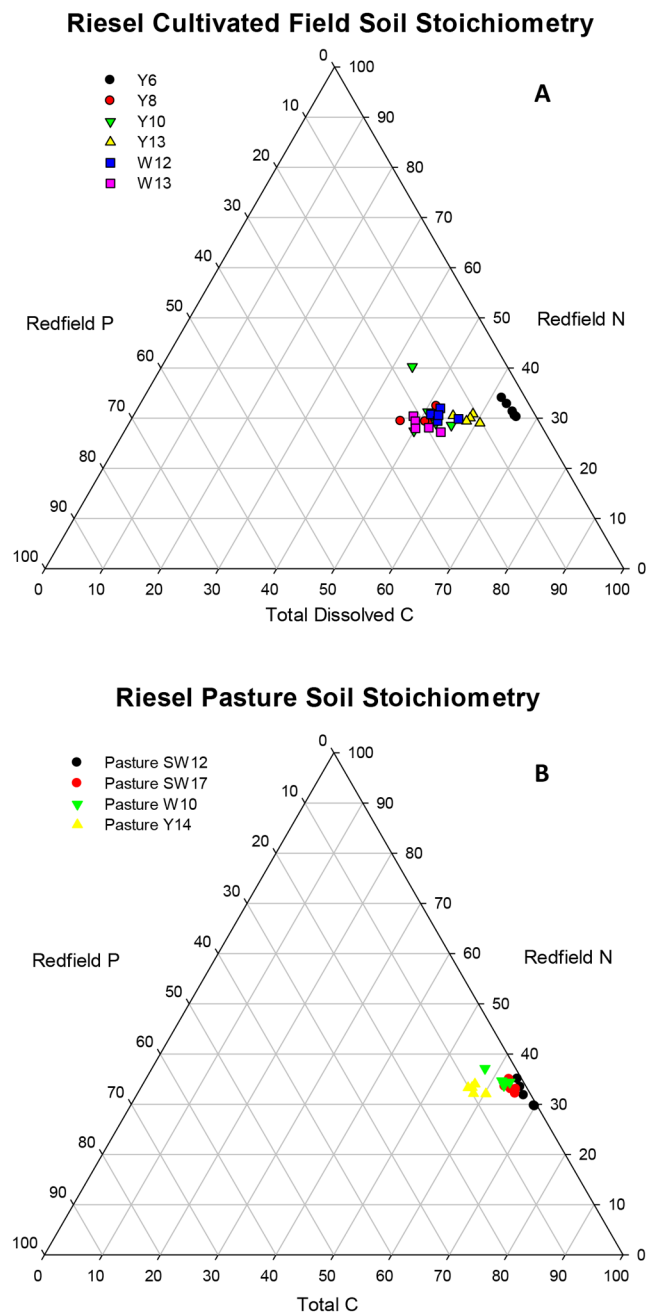 Riesel Cultivated Field Soil Stoichiometry
A
Y6
Y8
Y10
Y13
W12
W13
0
10
20
30
40
50
60
70
80
90
100
100
90
80
70
60
50
40
30
20
10
0
Redfield P
Redfield N
0 10 20 30 40 50 60 70 80 90 100
Total Dissolved C
Riesel Pasture Soil Stoichiometry
B
Pasture SW12
Pasture SW17
Pasture W10
Pasture Y14
0
10
20
30
40
50
60
70
80
90
100
100
90
80
70
60
50
40
30
20
10
0
Redfield P
Redfield N
0 10 20 30 40 50 60 70 80 90 100
Total C